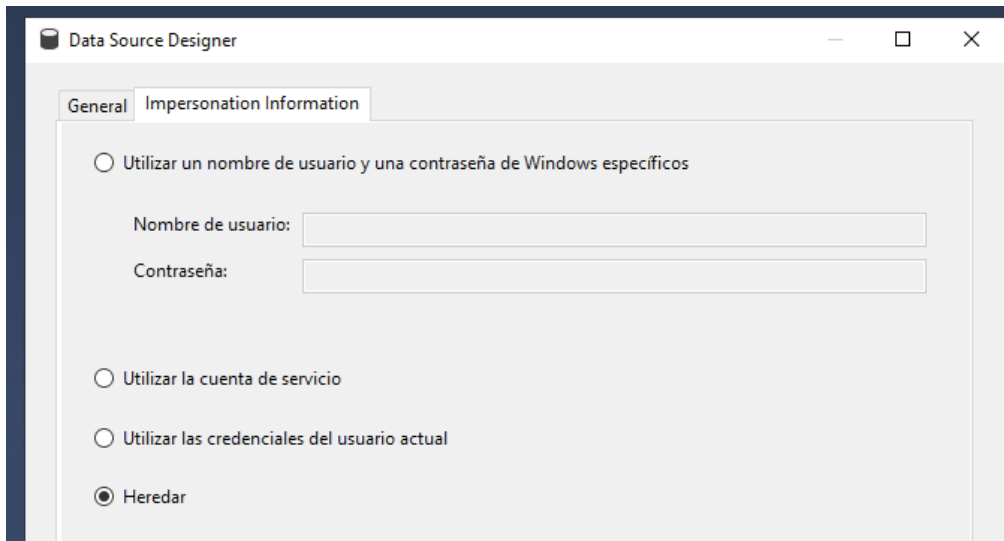 Data Source Designer
General Impersonation Information
Utilizar un nombre de usuario y una contraseña de Windows específicos
Nombre de usuario:
Contraseña:
Utilizar la cuenta de servicio
Utilizar las credenciales del usuario actual
Heredar